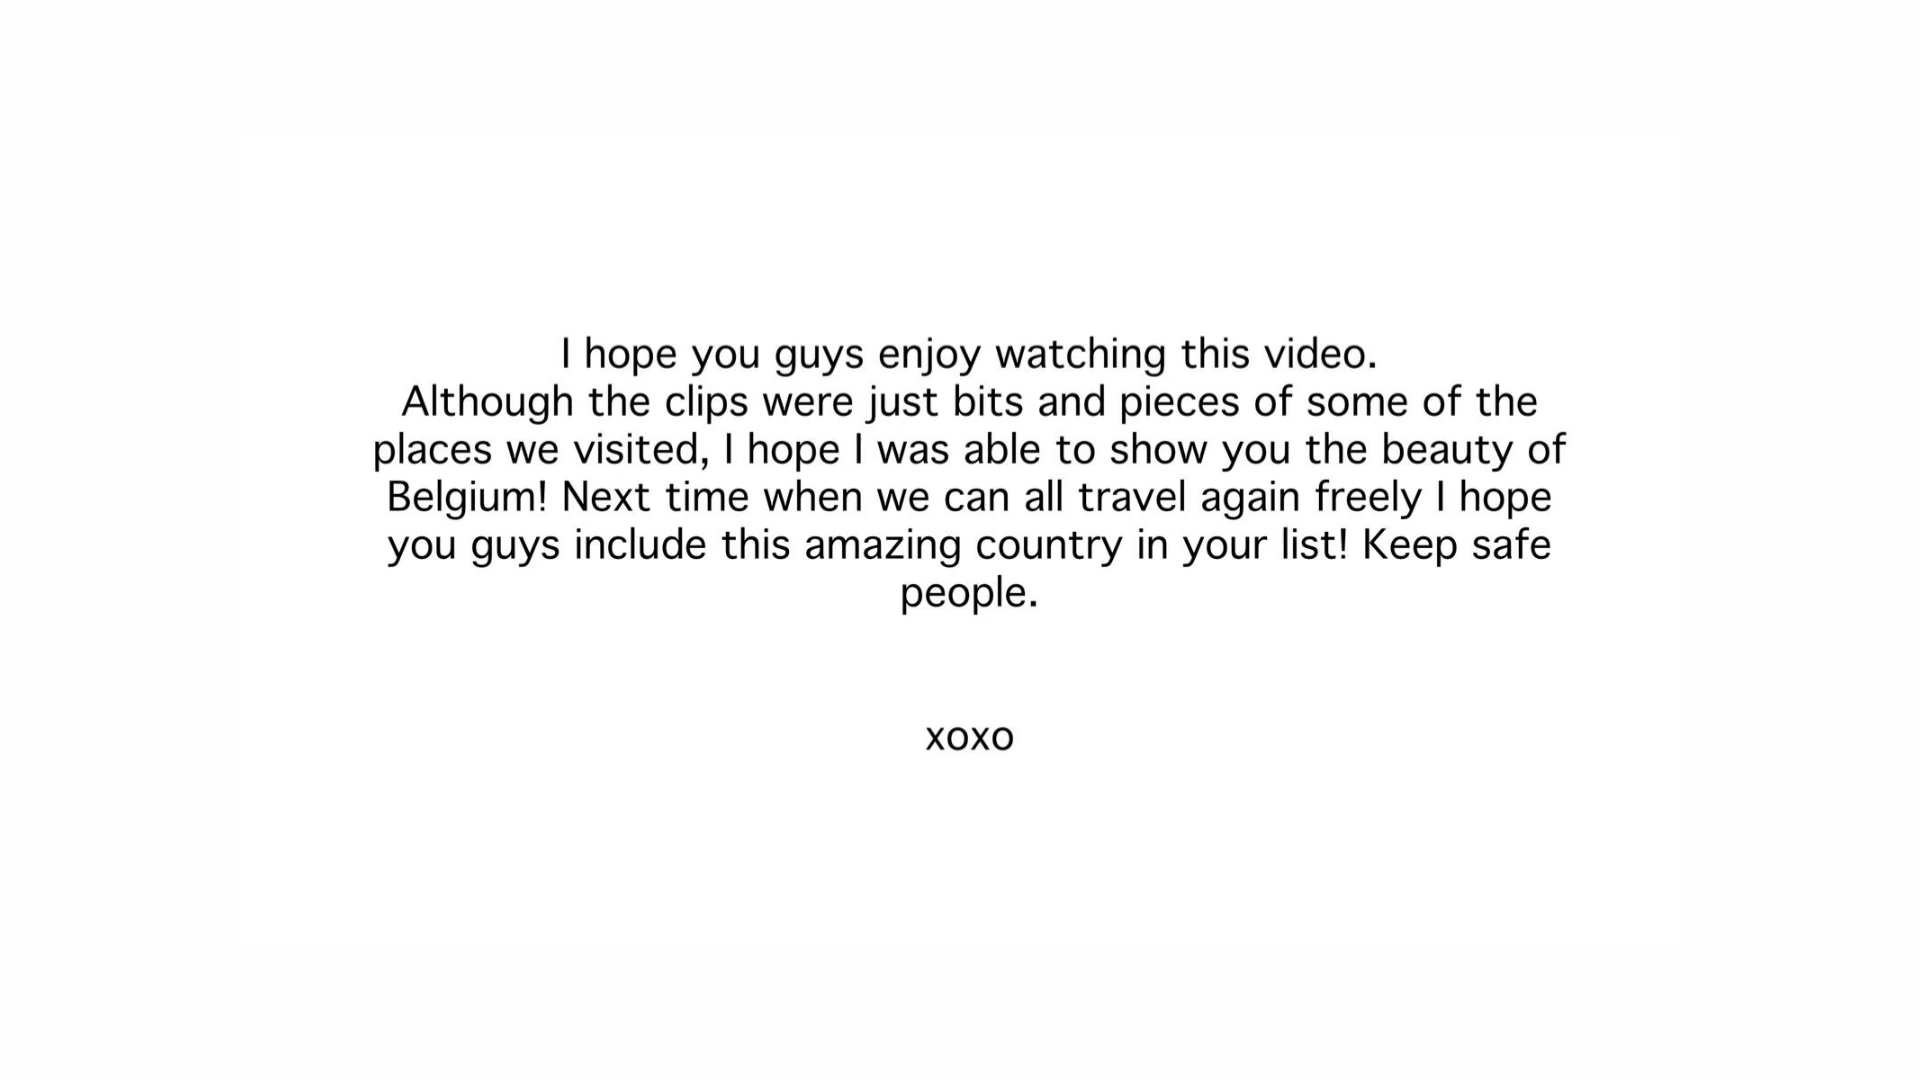 I hope you guys enjoy watching this video.
Although the clips were just bits and pieces of some of the
places we visited, I hope I was able to show you the beauty of
Belgium! Next time when we can all travel again freely I hope
you guys include this amazing country in your list! Keep safe
people.
xoxo